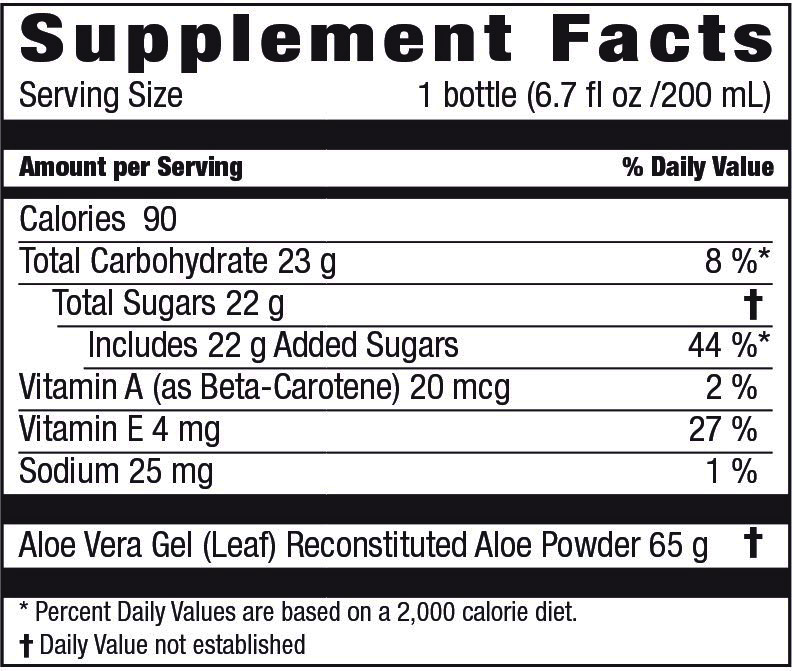 Supplement Facts
Serving Size 1 bottle (6.7 fl oz /200 mL)
Amount per Serving % Daily Value
Calories 90
Total Carbohydrate 23 g 8 %*
Total Sugars 22 g †
Includes 22 g Added Sugars 44 %*
Vitamin A (as Beta-Carotene) 20 mcg 2 %
Vitamin E 4 mg 27 %
Sodium 25 mg 1 %
Aloe Vera Gel (Leaf) Reconstituted Aloe Powder 65 g †
* Percent Daily Values are based on a 2,000 calorie diet.
† Daily Value not established